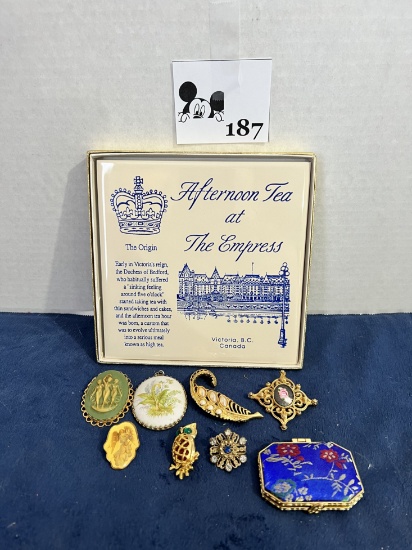 187
Afternoon Tea
at
The Empress
The Origin
Early in Victoria's reign,
the Duchess of Bedford,
who habitually suffered
a "sinking feeling
around five o'clock"
started taking tea with
thin sandwiches and cakes,
and the afternoon tea hour
was born, a custom that
was to evolve ultimately
into a serious meal
known as high tea.
Victoria, B.C.
Canada